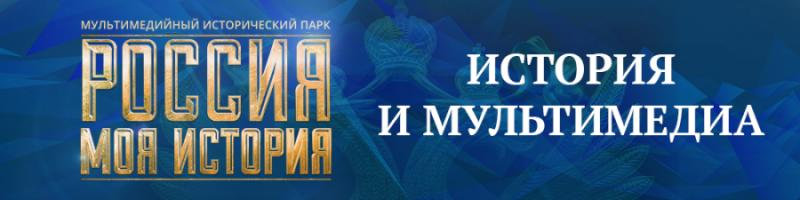 МУЛЬТИМЕДИЙНЫЙ ИСТОРИЧЕСКИЙ ПАРК
РОССИЯ
МОЯ ИСТОРИЯ
ИСТОРИЯ
И МУЛЬТИМЕДИА